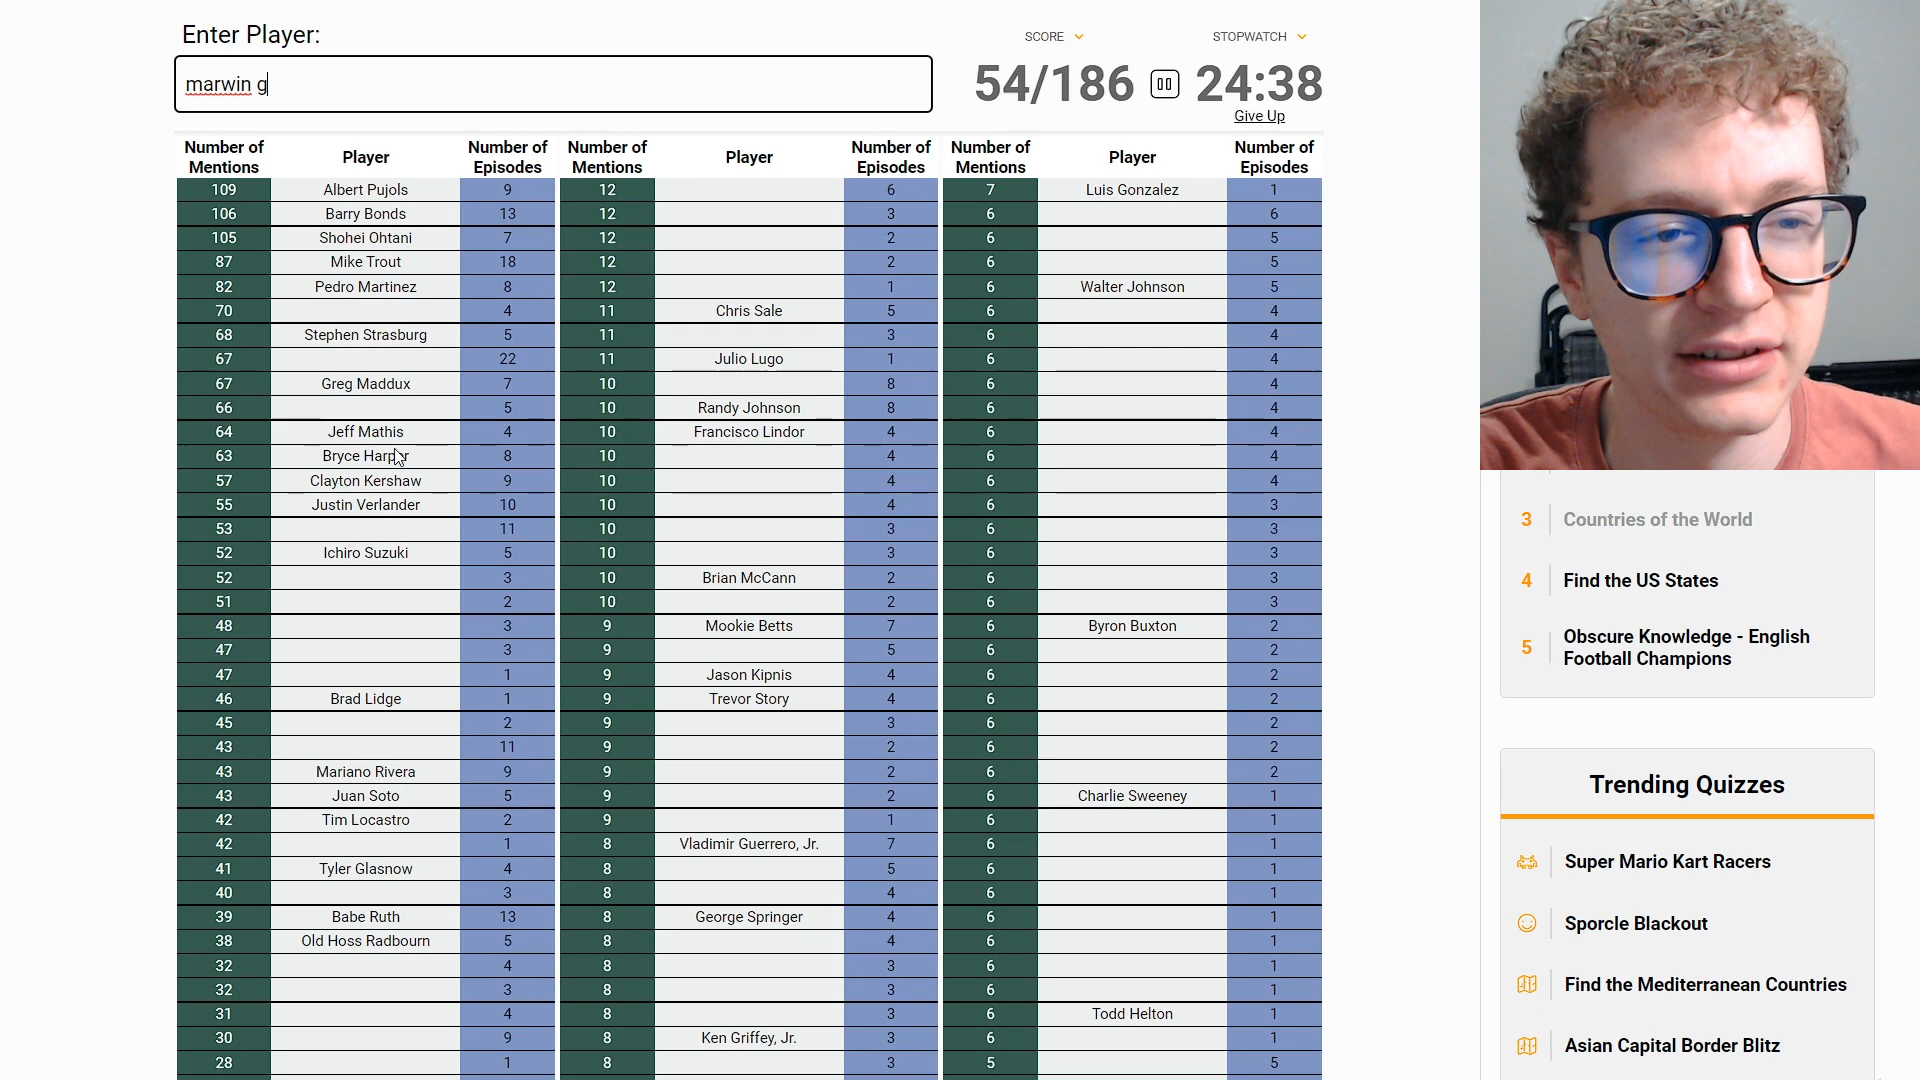 Enter Player:
marwin g
SCORE
STOPWATCH
54/186
24:38
Give Up
Number of Mentions Player Number of Episodes Number of Mentions Player Number of Episodes Number of Mentions Player Number of Episodes
109 Albert Pujols 9 12 6 7 Luis Gonzalez 1
106 Barry Bonds 13 12 3 6 6
105 Shohei Ohtani 7 12 2 6 5
87 Mike Trout 18 12 2 6 5
82 Pedro Martinez 8 12 1 6 Walter Johnson 5
70 4 11 Chris Sale 5 6 4
68 Stephen Strasburg 5 11 3 6 4
67 22 11 Julio Lugo 1 6 4
67 Greg Maddux 7 10 8 6 4
66 5 10 Randy Johnson 8 6 4
64 Jeff Mathis 4 10 Francisco Lindor 4 6 4
63 Bryce Harper 8 10 4 6 4
57 Clayton Kershaw 9 10 4 6 4
55 Justin Verlander 10 10 4 6 3
53 11 10 3 6 3
52 Ichiro Suzuki 5 10 3 6 3
52 3 10 Brian McCann 2 6 3
51 2 10 2 6 3
48 3 9 Mookie Betts 7 6 Byron Buxton 2
47 3 9 5 6 2
47 1 9 Jason Kipnis 4 6 2
46 Brad Lidge 1 9 Trevor Story 4 6 2
45 2 9 3 6 2
43 11 9 2 6 2
43 Mariano Rivera 9 9 2 6 2
43 Juan Soto 5 9 2 6 Charlie Sweeney 1
42 Tim Locastro 2 9 1 6 1
42 1 8 Vladimir Guerrero, Jr. 7 6 1
41 Tyler Glasnow 4 8 5 6 1
40 3 8 4 6 1
39 Babe Ruth 13 8 George Springer 4 6 1
38 Old Hoss Radbourn 5 8 4 6 1
32 4 8 3 6 1
32 3 8 3 6 1
31 4 8 3 6 Todd Helton 1
30 9 8 Ken Griffey, Jr. 3 6 1
28 1 8 3 5 5
3 Countries of the World
4 Find the US States
5 Obscure Knowledge - English
Football Champions
Trending Quizzes
Super Mario Kart Racers
Sporcle Blackout
Find the Mediterranean Countries
Asian Capital Border Blitz